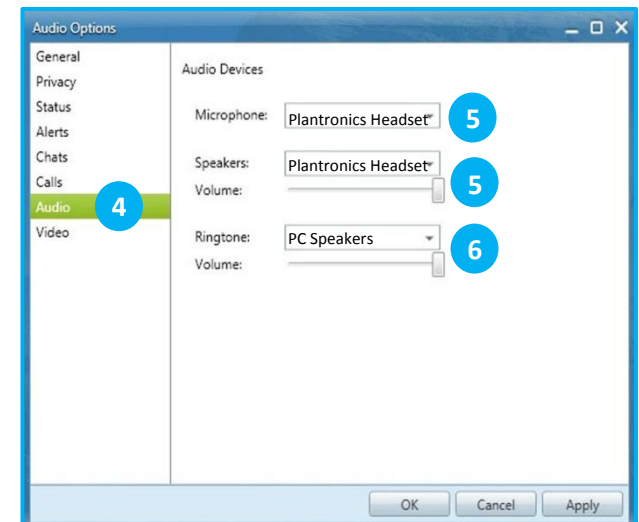 Audio Options
General
Privacy
Status
Alerts
Chats
Calls
Audio 4
Video
Audio Devices
Microphone: Plantronics Headset 5
Speakers: Plantronics Headset
Volume: 5
Ringtone: PC Speakers 6
Volume:
OK Cancel Apply